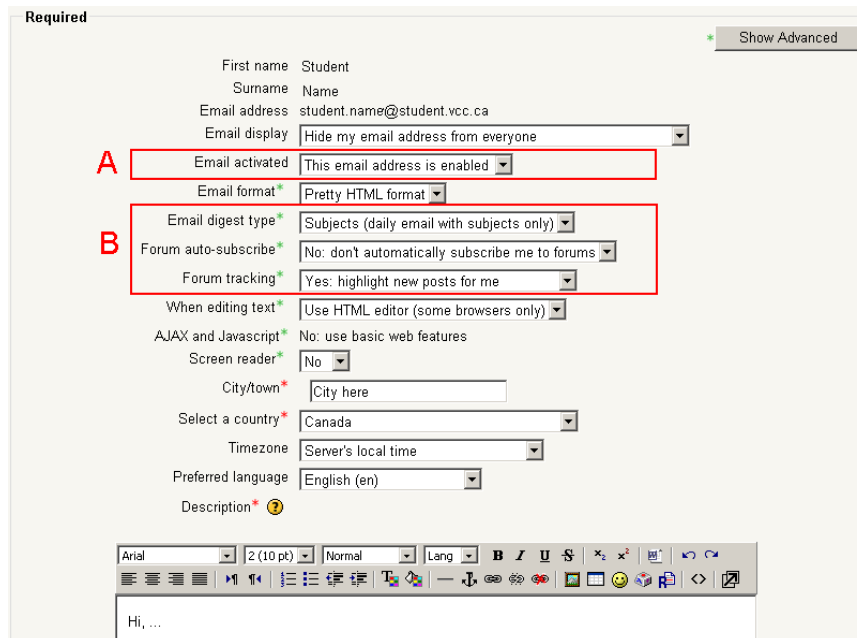 Required
* Show Advanced
First name Student
Surname Name
Email address student.name@student.vcc.ca
Email display Hide my email address from everyone
A Email activated This email address is enabled
Email format* Pretty HTML format
Email digest type* Subjects (daily email with subjects only)
B Forum auto-subscribe* No: don't automatically subscribe me to forums
Forum tracking* Yes: highlight new posts for me
When editing text* Use HTML editor (some browsers only)
AJAX and Javascript* No: use basic web features
Screen reader* No
City/town* City here
Select a country* Canada
Timezone Server's local time
Preferred language English (en)
Description* ?
Arial 2 (10 pt) Normal Lang B I U S x₂ x²
Hi, ...